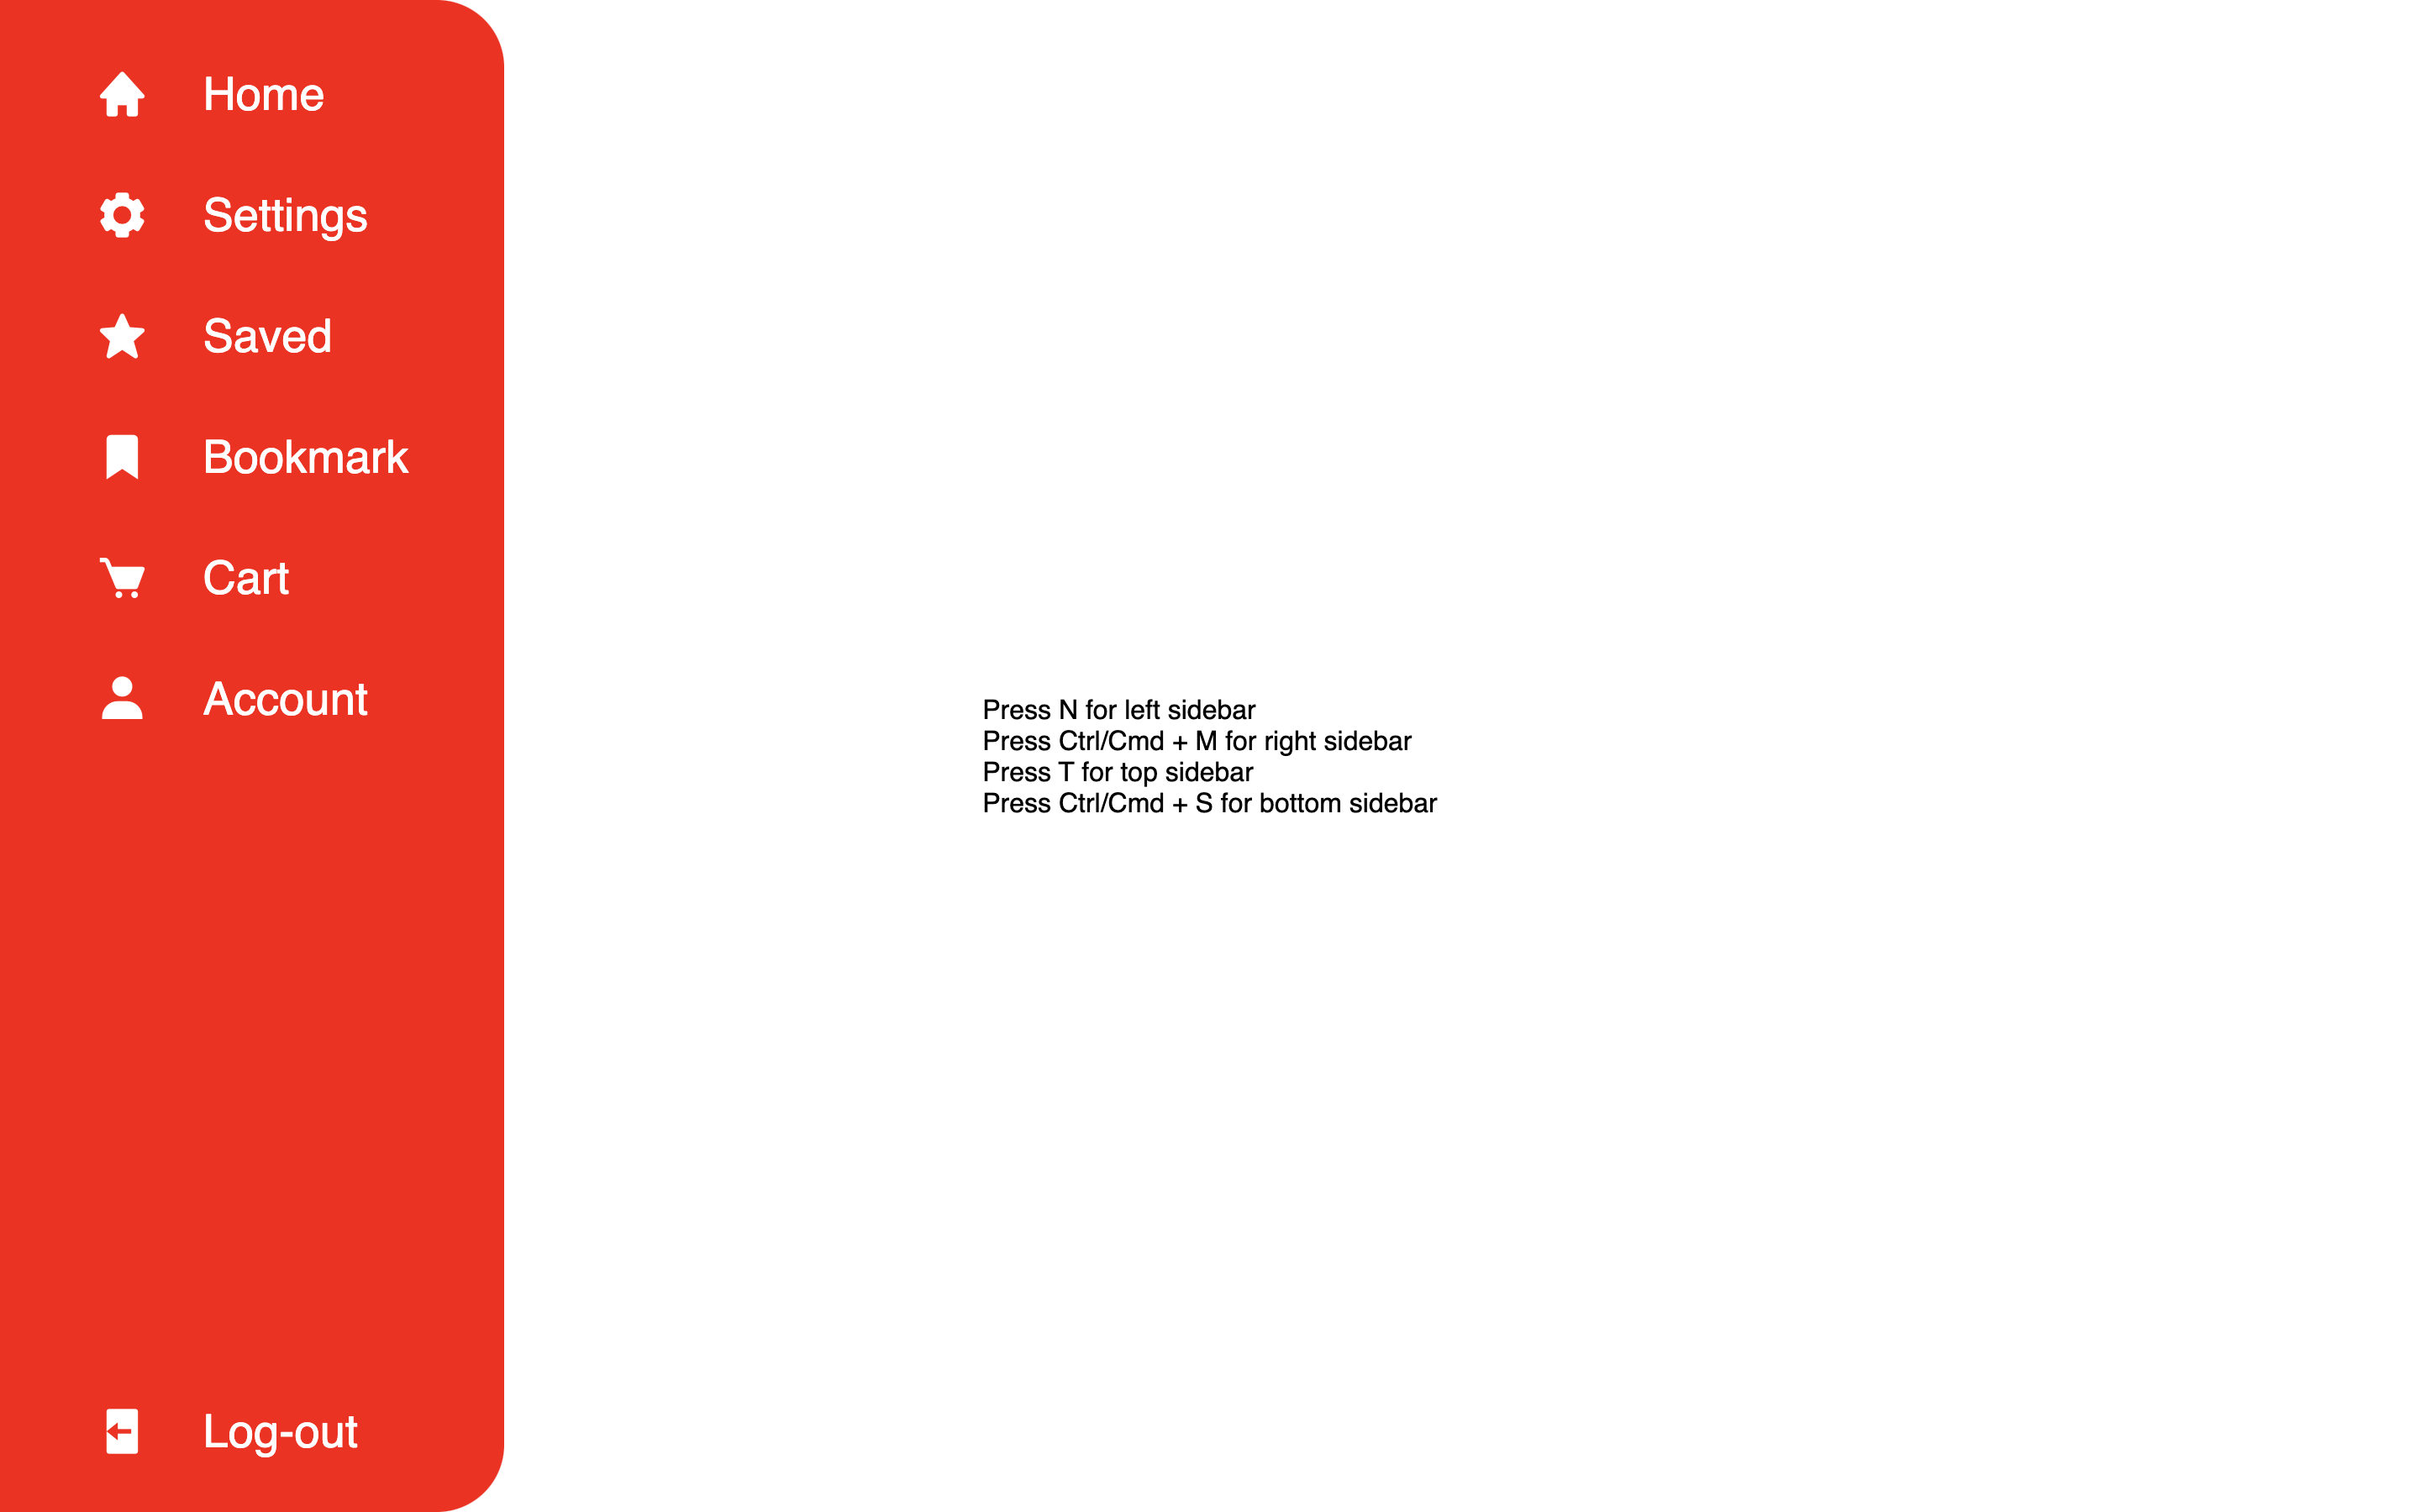 Home
Settings
Saved
Bookmark
Cart
Account
Press N for left sidebar
Press Ctrl/Cmd + M for right sidebar
Press T for top sidebar
Press Ctrl/Cmd + S for bottom sidebar
Log-out